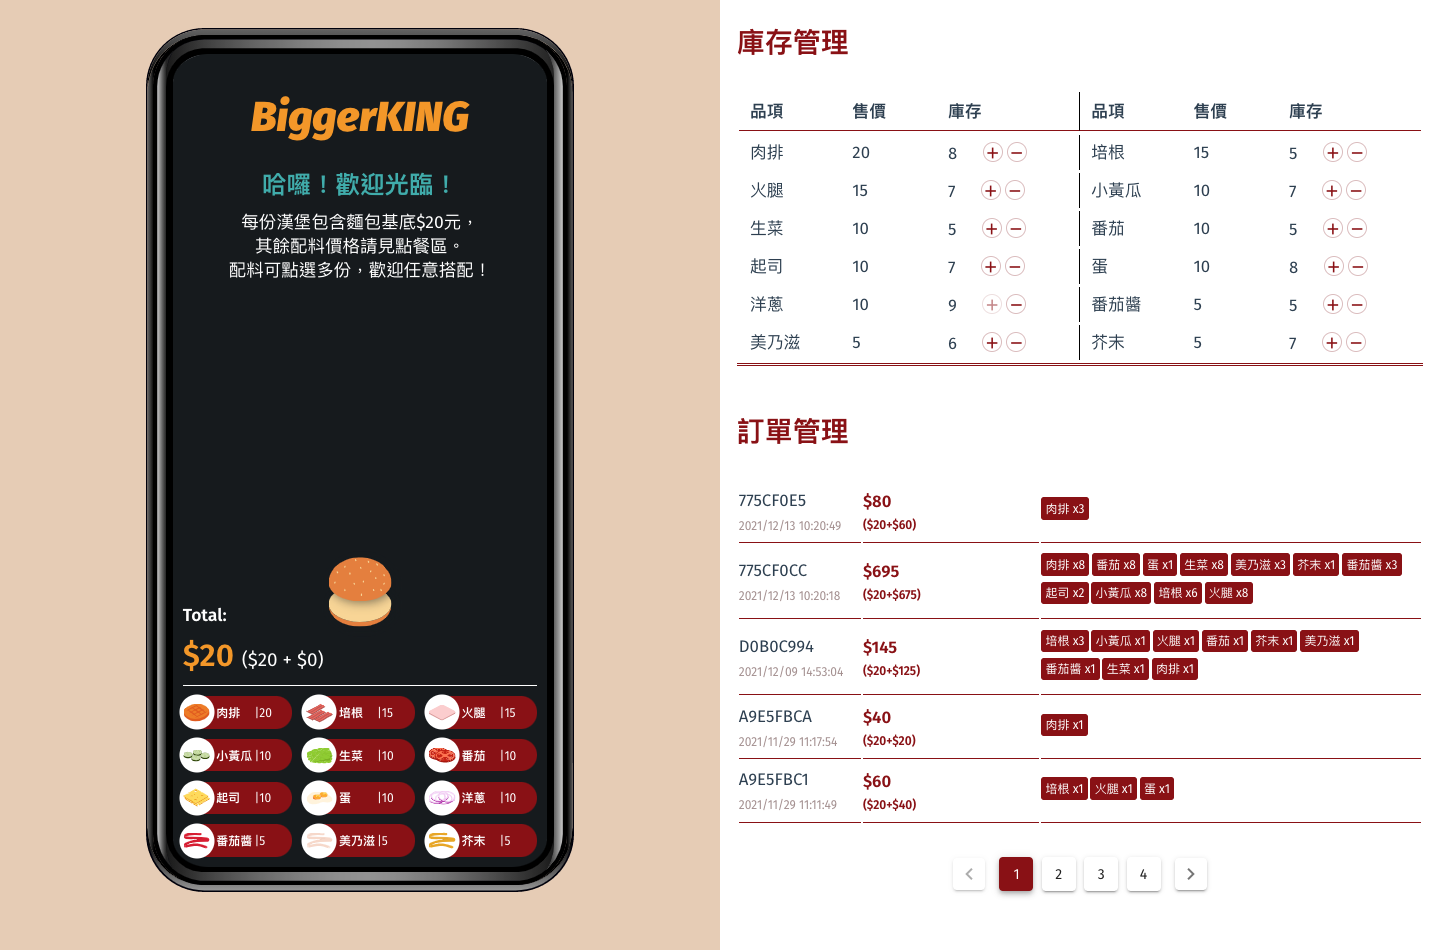 BiggerKING
哈囉！歡迎光臨！
每份漢堡包含麵包基底$20元，
其餘配料價格請見點餐區。
配料可點選多份，歡迎任意搭配！
Total:
$20 ($20 + $0)
肉排 |20 培根 |15 火腿 |15
小黃瓜 |10 生菜 |10 番茄 |10
起司 |10 蛋 |10 洋蔥 |10
番茄醬 |5 美乃滋 |5 芥末 |5
庫存管理
品項 售價 庫存 品項 售價 庫存
肉排 20 8 + − 培根 15 5 + −
火腿 15 7 + − 小黃瓜 10 7 + −
生菜 10 5 + − 番茄 10 5 + −
起司 10 7 + − 蛋 10 8 + −
洋蔥 10 9 + − 番茄醬 5 5 + −
美乃滋 5 6 + − 芥末 5 7 + −
訂單管理
775CF0E5 $80
2021/12/13 10:20:49 ($20+$60)
肉排 x3
775CF0CC $695
2021/12/13 10:20:18 ($20+$675)
肉排 x8 番茄 x8 蛋 x1 生菜 x8 美乃滋 x3 芥末 x1 番茄醬 x3
起司 x2 小黃瓜 x8 培根 x6 火腿 x8
D0B0C994 $145
2021/12/09 14:53:04 ($20+$125)
培根 x3 小黃瓜 x1 火腿 x1 番茄 x1 芥末 x1 美乃滋 x1
番茄醬 x1 生菜 x1 肉排 x1
A9E5FBCA $40
2021/11/29 11:17:54 ($20+$20)
肉排 x1
A9E5FBC1 $60
2021/11/29 11:11:49 ($20+$40)
培根 x1 火腿 x1 蛋 x1
1 2 3 4